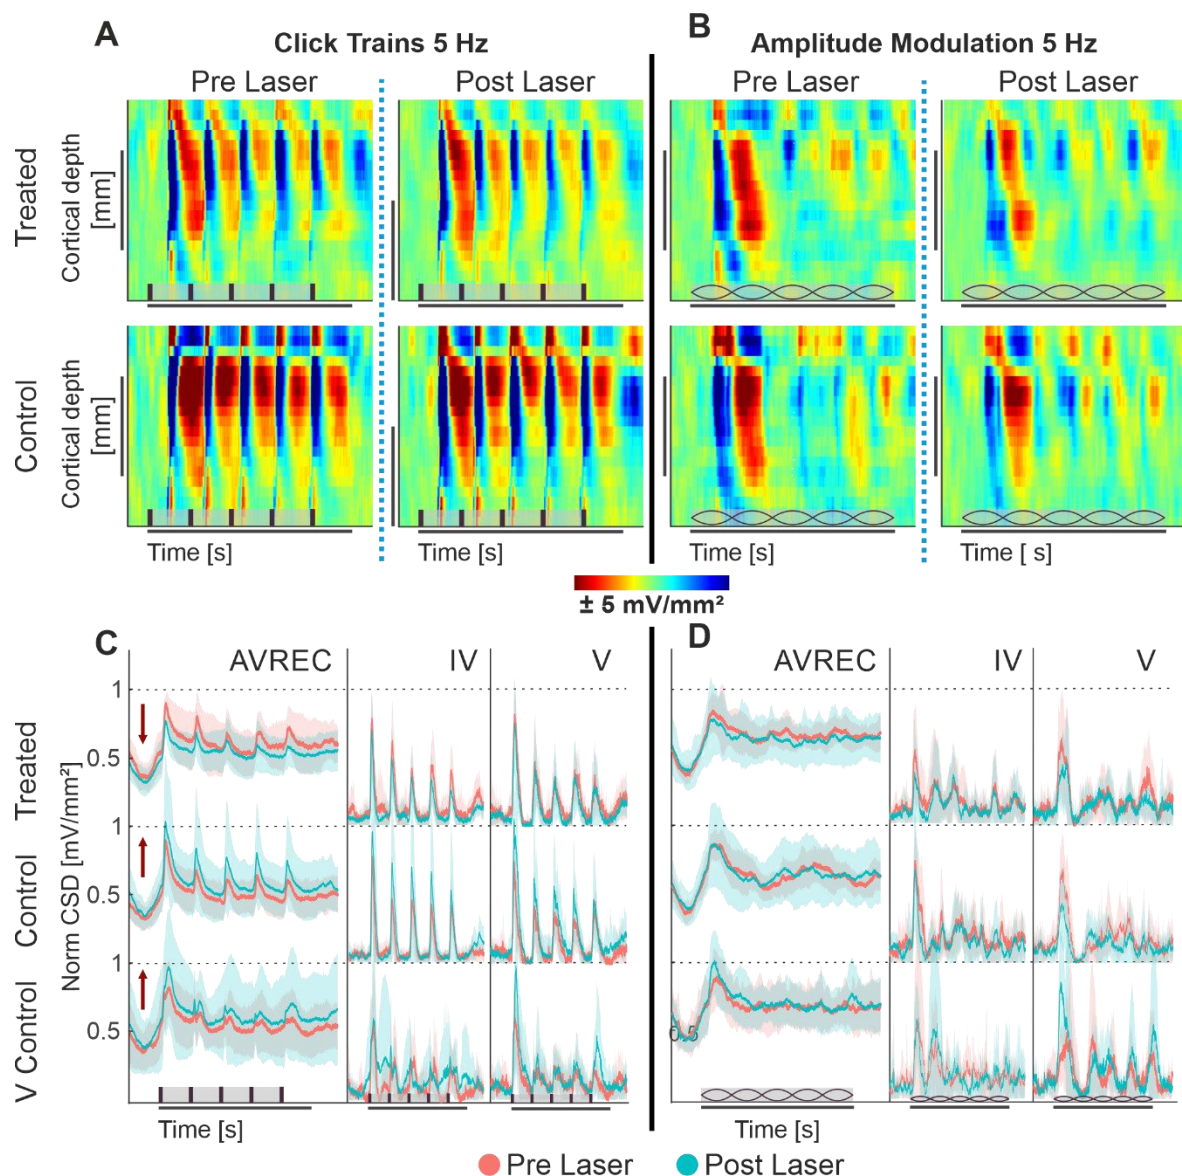 A
B
Click Trains 5 Hz
Amplitude Modulation 5 Hz
Pre Laser
Post Laser
Pre Laser
Post Laser
Treated
Cortical depth
[mm]
Control
Cortical depth
[mm]
Time [s]
Time [s]
Time [s]
Time [ s]
± 5 mV/mm²
C
D
AVREC
IV
V
AVREC
IV
V
Norm CSD [mV/mm²]
Treated
1
0.5
Control
1
0.5
V Control
1
0.5
0.5
Time [s]
Time [s]
Pre Laser
Post Laser